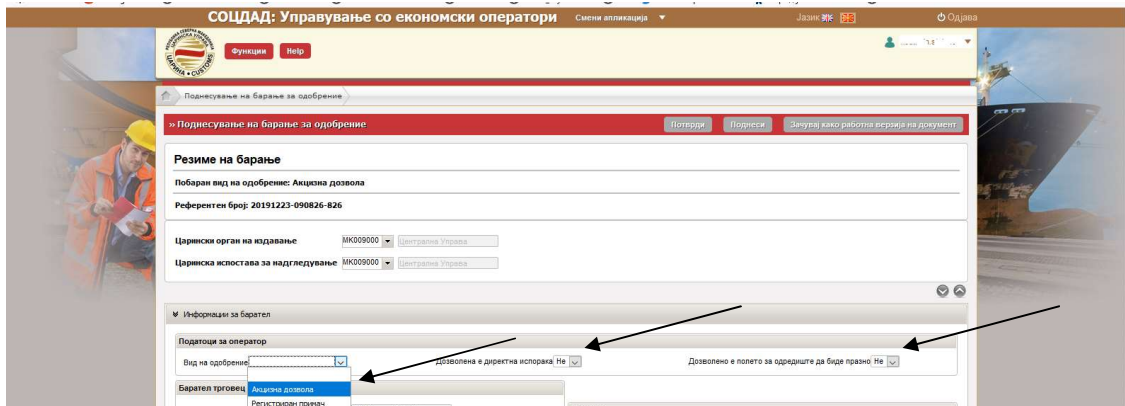 СОЦДАД: Управување со економски оператори Смени апликација Јазик Одјава
Функции Help
Поднесување на барање за одобрение
» Поднесување на барање за одобрение Потврди Поднеси Зачувај како работна верзија на документ
Резиме на барање
Побаран вид на одобрение: Акцизна дозвола
Референтен број: 20191223-090826-826
Царински орган на издавање МК009000 Централна Управа
Царинска испостава за надгледување МК009000 Централна Управа
Информации за барател
Податоци за оператор
Вид на одобрение Дозволена е директна испорака Не Дозволено е полето за одредиште да биде празно Не
Акцизна дозвола
Барател трговец
Регистриран примач